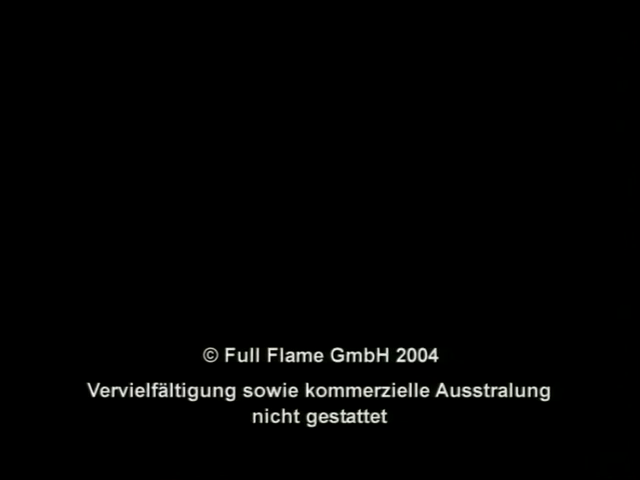 © Full Flame GmbH 2004
Vervielfältigung sowie kommerzielle Ausstralung
nicht gestattet